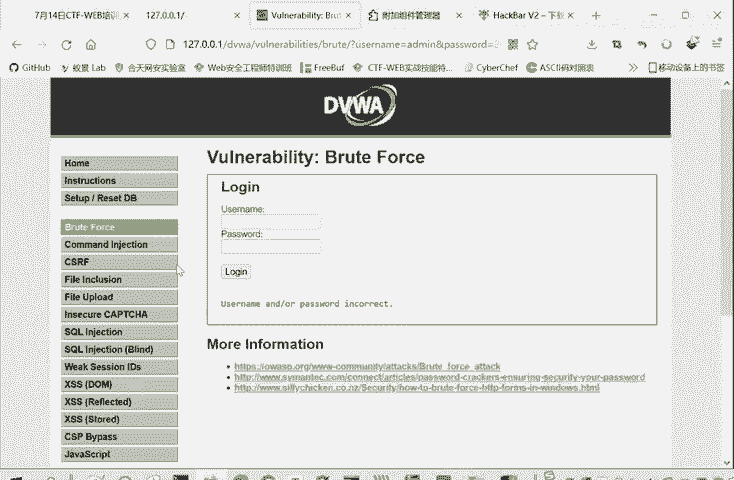 7月14日CTF-WEB培训
127.0.0.1/
Vulnerability: Brut
附加组件管理器
HackBar V2 – 下载
127.0.0.1/dvwa/vulnerabilities/brute/?username=admin&password=
GitHub
蚁景 Lab
合天网安实验室
Web安全工程师特训班
FreeBuf
CTF-WEB实战技能特...
CyberChef
ASCII码对照表
移动设备上的书签
DVWA
Home
Instructions
Setup / Reset DB
Brute Force
Command Injection
CSRF
File Inclusion
File Upload
Insecure CAPTCHA
SQL Injection
SQL Injection (Blind)
Weak Session IDs
XSS (DOM)
XSS (Reflected)
XSS (Stored)
CSP Bypass
JavaScript
Vulnerability: Brute Force
Login
Username:
Password:
Login
Username and/or password incorrect.
More Information
https://owasp.org/www-community/attacks/Brute_force_attack
http://www.symantec.com/connect/articles/password-crackers-ensuring-security-your-password
http://www.sillychicken.co.nz/Security/how-to-brute-force-http-forms-in-windows.html